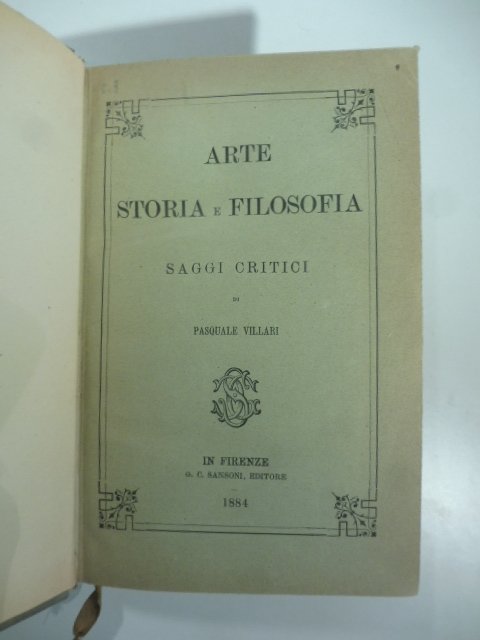 ARTE
STORIA E FILOSOFIA
SAGGI CRITICI
DI
PASQUALE VILLARI
IN FIRENZE
G. C. SANSONI, EDITORE
1884